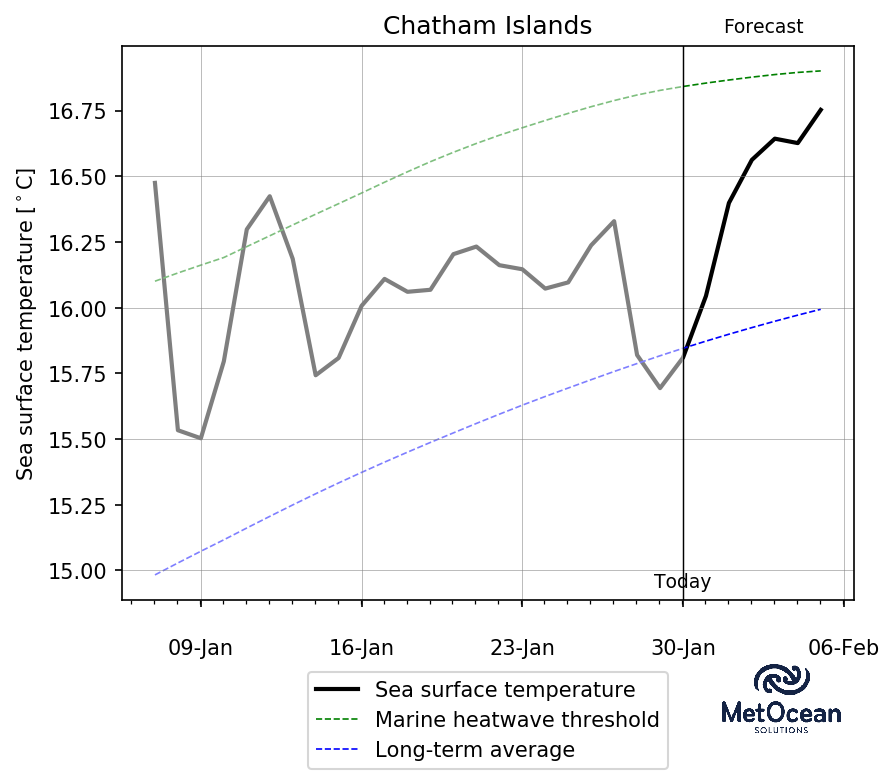 Chatham Islands
Forecast
Sea surface temperature [°C]
16.75
16.50
16.25
16.00
15.75
15.50
15.25
15.00
Today
09-Jan
16-Jan
23-Jan
30-Jan
06-Feb
Sea surface temperature
Marine heatwave threshold
Long-term average
MetOcean
SOLUTIONS